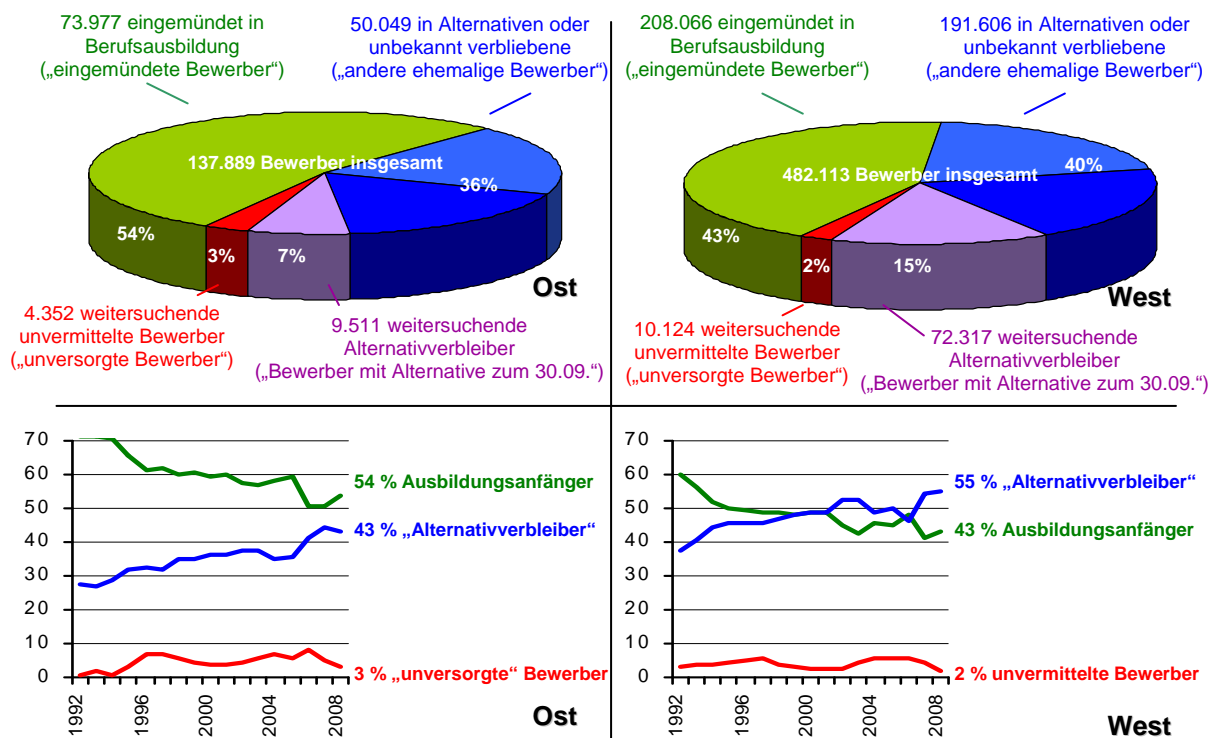 73.977 eingemündet in
Berufsausbildung
(„eingemündete Bewerber“)
50.049 in Alternativen oder
unbekannt verbliebene
(„andere ehemalige Bewerber“)
137.889 Bewerber insgesamt
36%
54%
3%
7%
Ost
4.352 weitersuchende
unvermittelte Bewerber
(„unversorgte Bewerber“)
9.511 weitersuchende
Alternativverbleiber
(„Bewerber mit Alternative zum 30.09.“)
208.066 eingemündet in
Berufsausbildung
(„eingemündete Bewerber“)
191.606 in Alternativen oder
unbekannt verbliebene
(„andere ehemalige Bewerber“)
482.113 Bewerber insgesamt
40%
43%
2%
15%
West
10.124 weitersuchende
unvermittelte Bewerber
(„unversorgte Bewerber“)
72.317 weitersuchende
Alternativverbleiber
(„Bewerber mit Alternative zum 30.09.“)
70
60
50
40
30
20
10
0
1992
1996
2000
2004
2008
54 % Ausbildungsanfänger
43 % „Alternativverbleiber“
3 % „unversorgte“ Bewerber
Ost
70
60
50
40
30
20
10
0
1992
1996
2000
2004
2008
55 % „Alternativverbleiber“
43 % Ausbildungsanfänger
2 % unvermittelte Bewerber
West